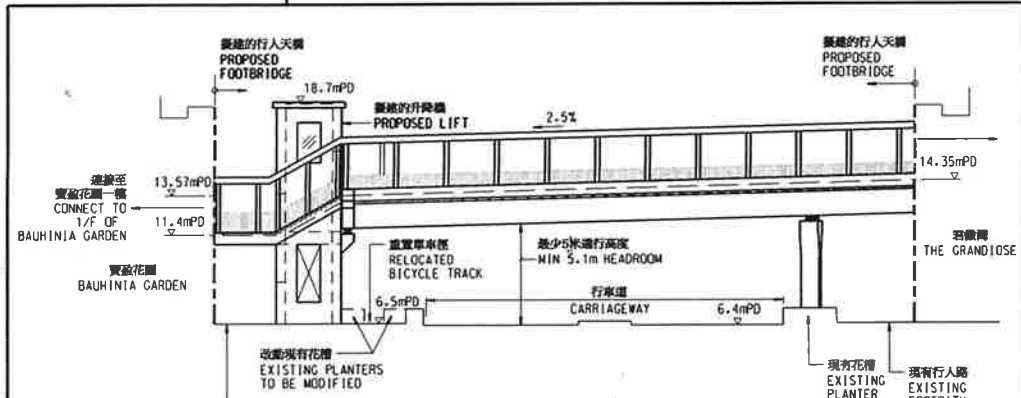 擬建的行人天橋
PROPOSED
FOOTBRIDGE
擬建的行人天橋
PROPOSED
FOOTBRIDGE
18.7mPD
擬建的升降機
PROPOSED LIFT
2.5%
14.35mPD
13.57mPD
連接至
寶盈花園一樓
CONNECT TO
1/F OF
BAUHINIA GARDEN
11.4mPD
寶盈花園
BAUHINIA GARDEN
重置單車徑
RELOCATED
BICYCLE TRACK
最少5米通行高度
MIN 5.1m HEADROOM
君傲灣
THE GRANDIOSE
行車道
CARRIAGEWAY
6.5mPD
6.4mPD
改動現有花槽
EXISTING PLANTERS
TO BE MODIFIED
現有花槽
EXISTING
PLANTER
現有行人路
EXISTING